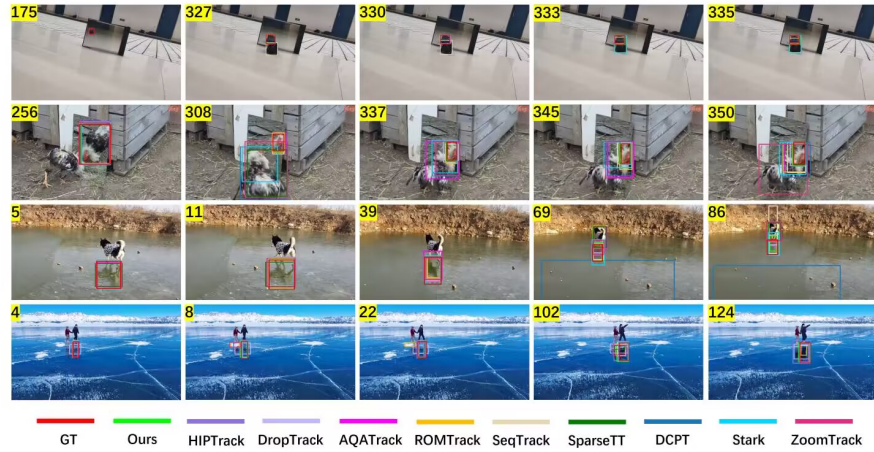 175 327 330 333 335
256 308 337 345 350
5 11 39 69 86
4 8 22 102 124
GT Ours HIPTrack DropTrack AQATrack ROMTrack SeqTrack SparseTT DCPT Stark ZoomTrack